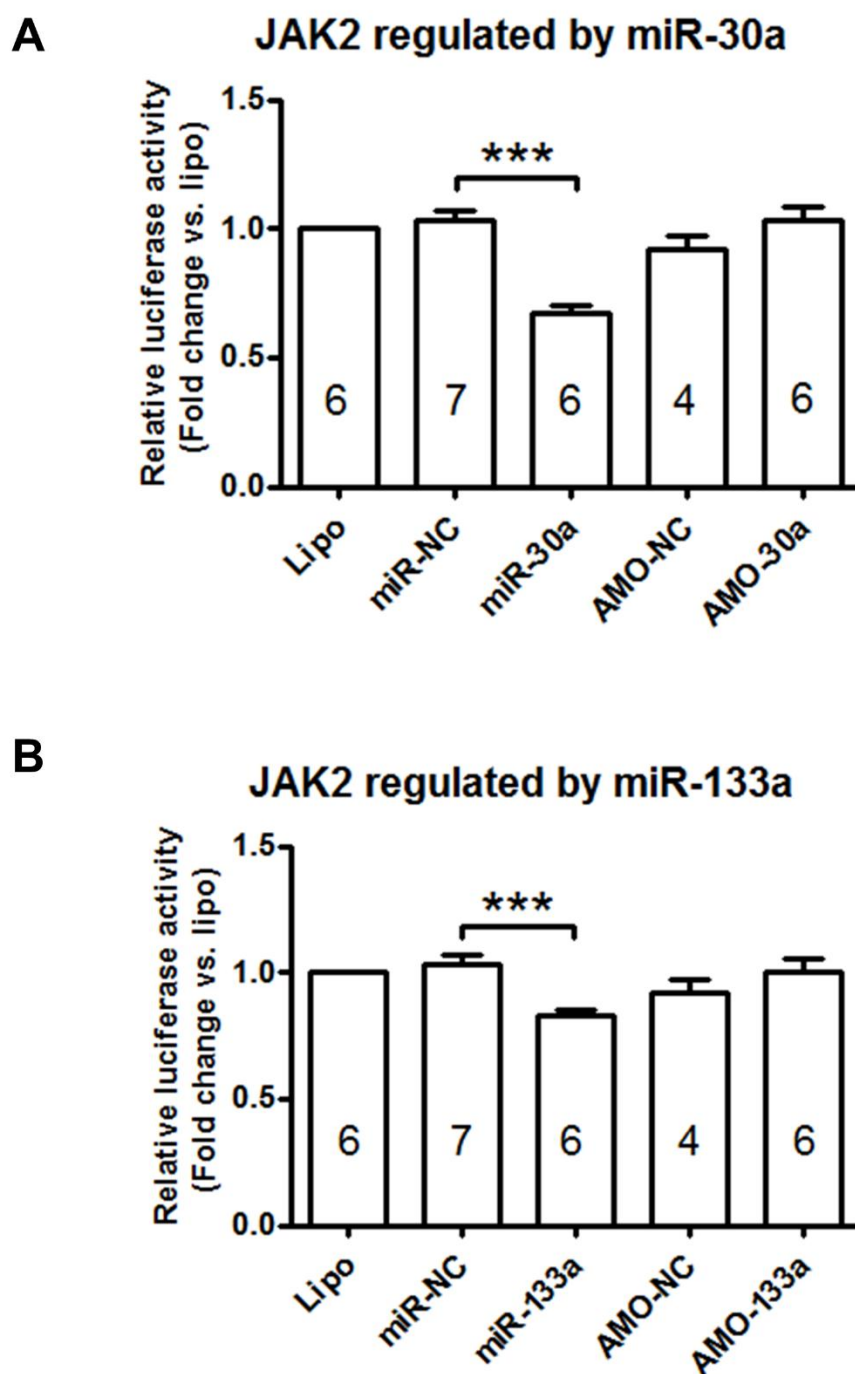 A
JAK2 regulated by miR-30a
Relative luciferase activity
(Fold change vs. lipo)
1.5
1.0
0.5
0.0
***
6
7
6
4
6
Lipo
miR-NC
miR-30a
AMO-NC
AMO-30a
B
JAK2 regulated by miR-133a
Relative luciferase activity
(Fold change vs. lipo)
1.5
1.0
0.5
0.0
***
6
7
6
4
6
Lipo
miR-NC
miR-133a
AMO-NC
AMO-133a